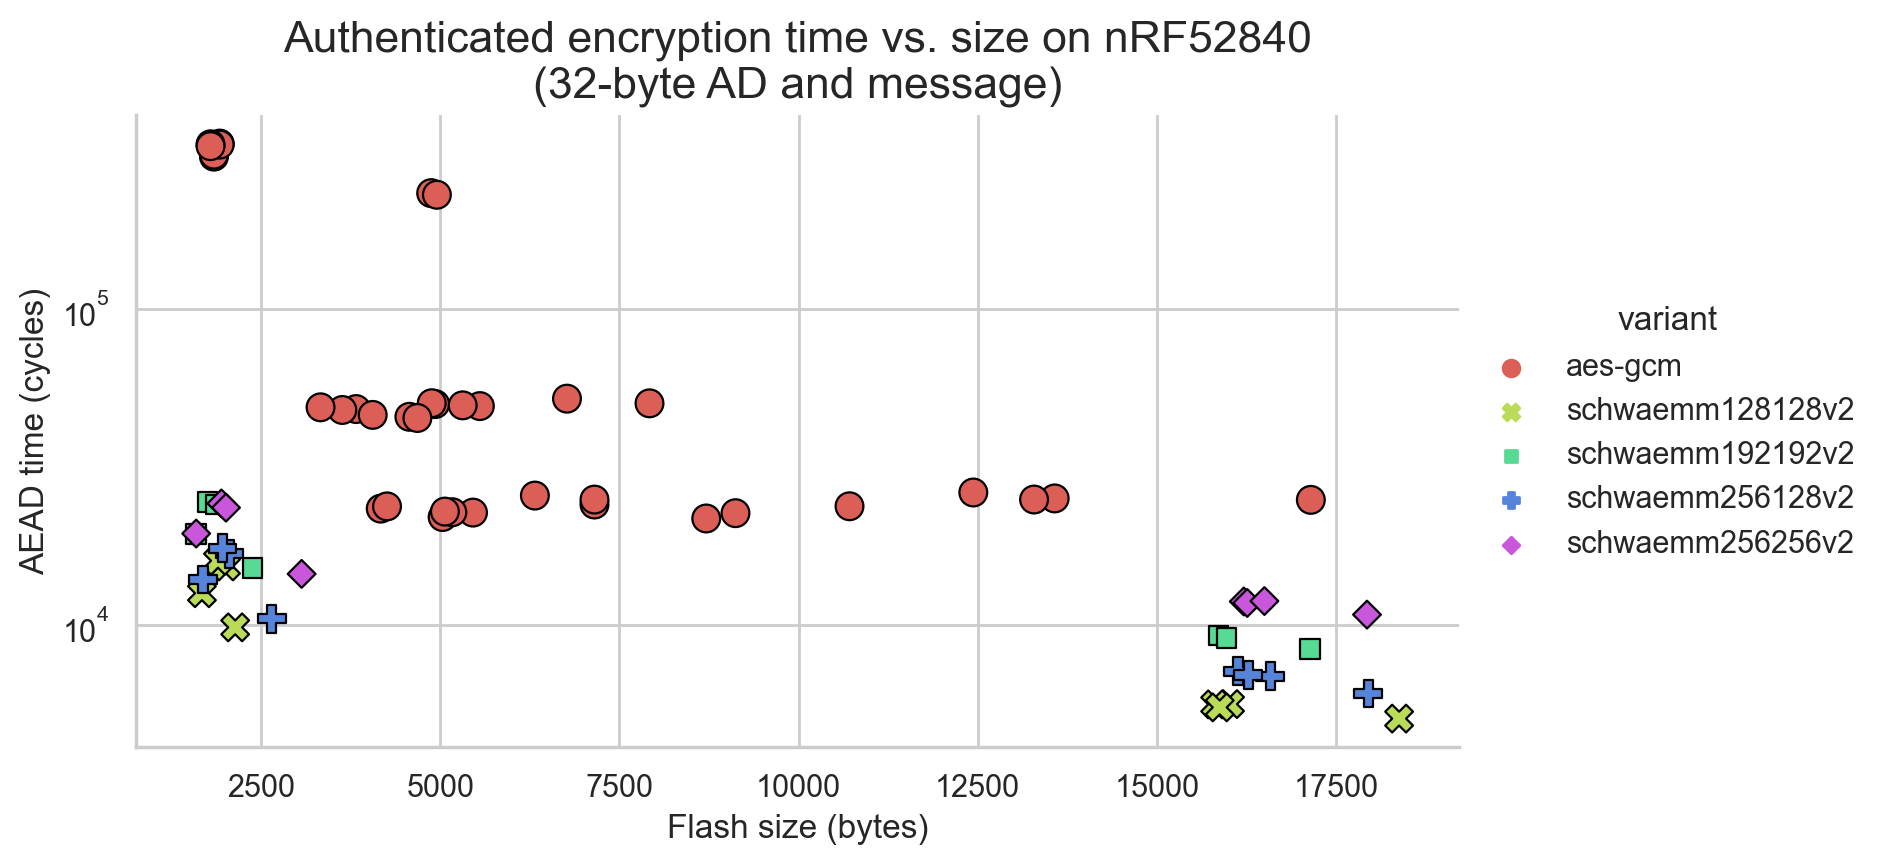 Authenticated encryption time vs. size on nRF52840
(32-byte AD and message)
AEAD time (cycles)
10^5
10^4
2500 5000 7500 10000 12500 15000 17500
Flash size (bytes)
variant
aes-gcm
schwaemm128128v2
schwaemm192192v2
schwaemm256128v2
schwaemm256256v2